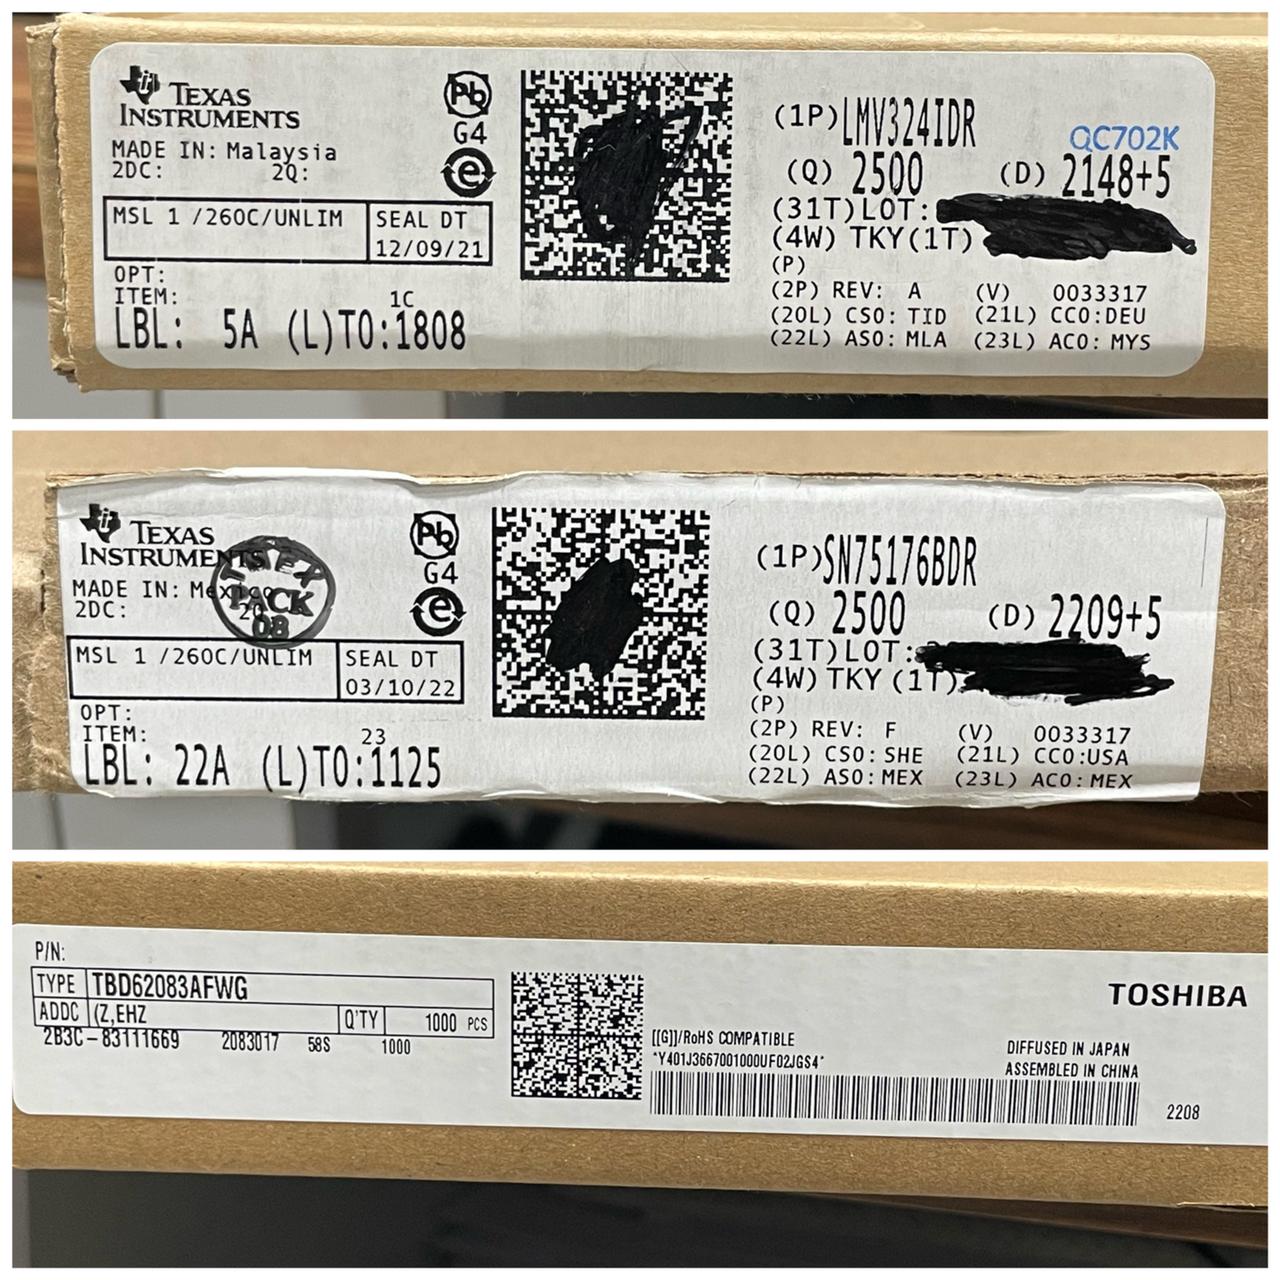 TEXAS
INSTRUMENTS
MADE IN: Malaysia
2DC: 2Q:
MSL 1 /260C/UNLIM
SEAL DT
12/09/21
OPT:
ITEM: 1C
LBL: 5A (L)TO:1808
Pb
G4
e
(1P)LMV324IDR
QC702K
(Q) 2500 (D) 2148+5
(31T)LOT:
(4W) TKY(1T)
(P)
(2P) REV: A (V) 0033317
(20L) CSO: TID (21L) CCO:DEU
(22L) ASO: MLA (23L) ACO: MYS
TEXAS
INSTRUMENTS
MADE IN: Mexico
2DC: 2Q:
PACK
08
MSL 1 /260C/UNLIM
SEAL DT
03/10/22
OPT:
ITEM: 23
LBL: 22A (L)TO:1125
Pb
G4
e
(1P)SN75176BDR
(Q) 2500 (D) 2209+5
(31T)LOT:
(4W) TKY(1T)
(P)
(2P) REV: F (V) 0033317
(20L) CSO: SHE (21L) CCO:USA
(22L) ASO: MEX (23L) ACO: MEX
P/N:
TYPE TBD62083AFWG
ADDC (Z,EHZ Q'TY 1000 PCS
2B3C-83111669 2083017 58S 1000
TOSHIBA
[[G]]/RoHS COMPATIBLE
*Y401J3667001000UF02JGS4*
DIFFUSED IN JAPAN
ASSEMBLED IN CHINA
2208